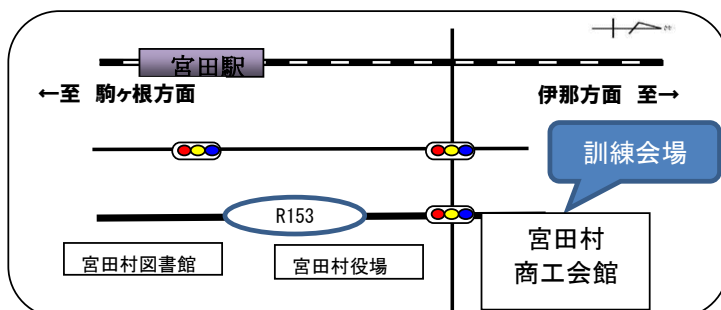 宮田駅
←至 駒ヶ根方面
伊那方面 至→
訓練会場
R153
宮田村
商工会館
宮田村図書館
宮田村役場